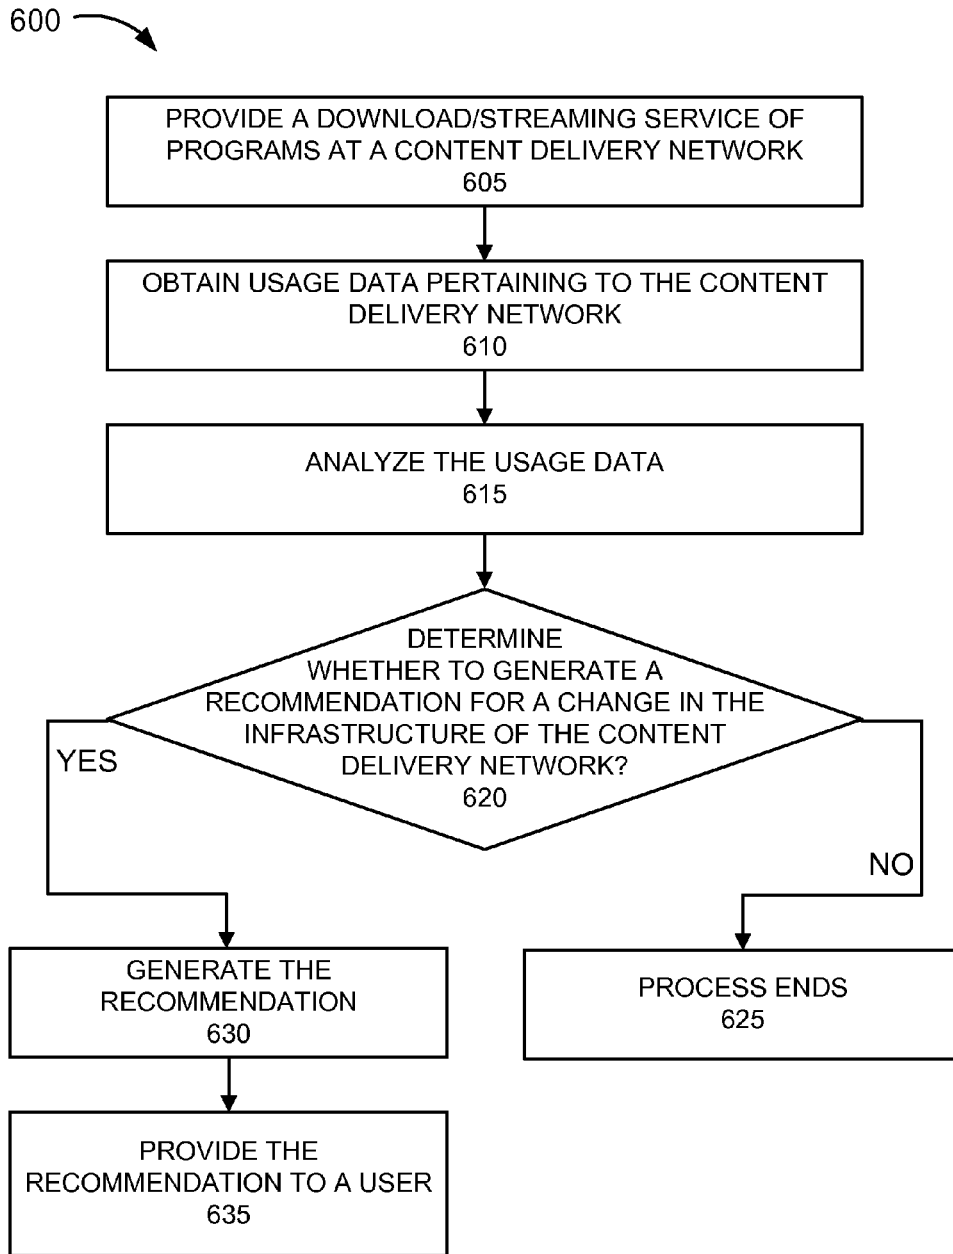 600
PROVIDE A DOWNLOAD/STREAMING SERVICE OF
PROGRAMS AT A CONTENT DELIVERY NETWORK
605
OBTAIN USAGE DATA PERTAINING TO THE CONTENT
DELIVERY NETWORK
610
ANALYZE THE USAGE DATA
615
DETERMINE
WHETHER TO GENERATE A
RECOMMENDATION FOR A CHANGE IN THE
INFRASTRUCTURE OF THE CONTENT
DELIVERY NETWORK?
620
YES
NO
GENERATE THE
RECOMMENDATION
630
PROCESS ENDS
625
PROVIDE THE
RECOMMENDATION TO A USER
635